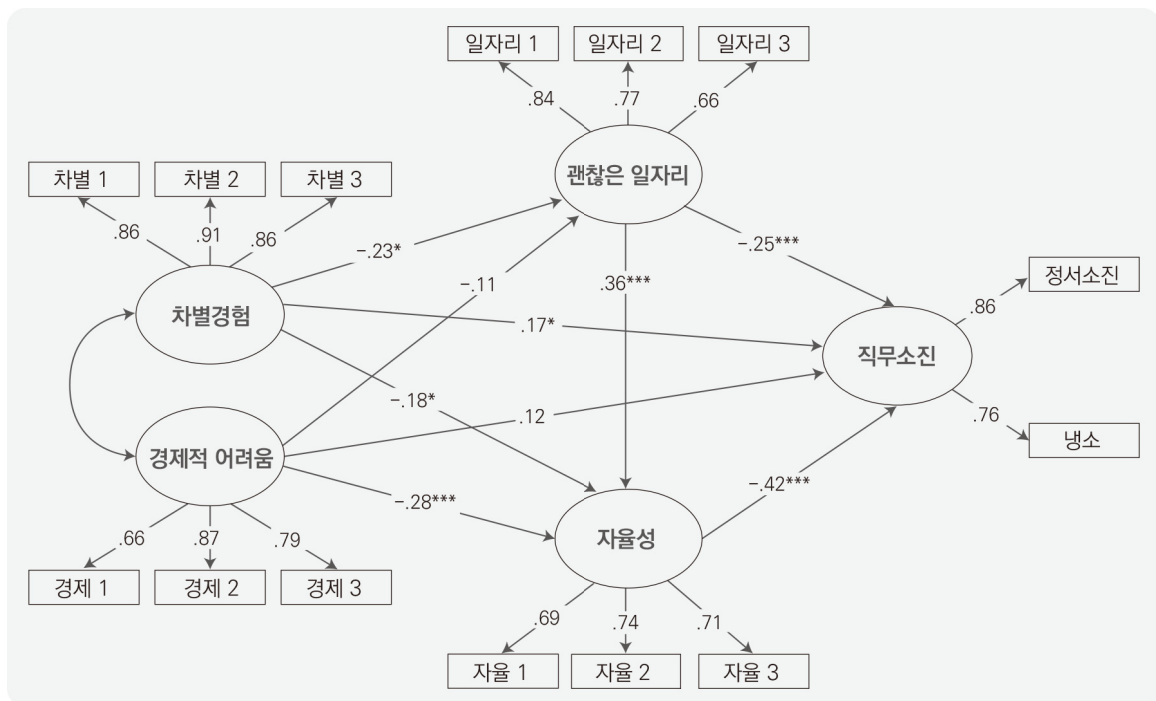 일자리 1
일자리 2
일자리 3
.84
.77
.66
괜찮은 일자리
차별 1
차별 2
차별 3
.86
.91
.86
차별경험
-.23*
-.11
.36***
-.25***
.17*
정서소진
.86
직무소진
.76
냉소
-.18*
.12
경제적 어려움
-.28***
-.42***
.66
.87
.79
경제 1
경제 2
경제 3
자율성
.69
.74
.71
자율 1
자율 2
자율 3